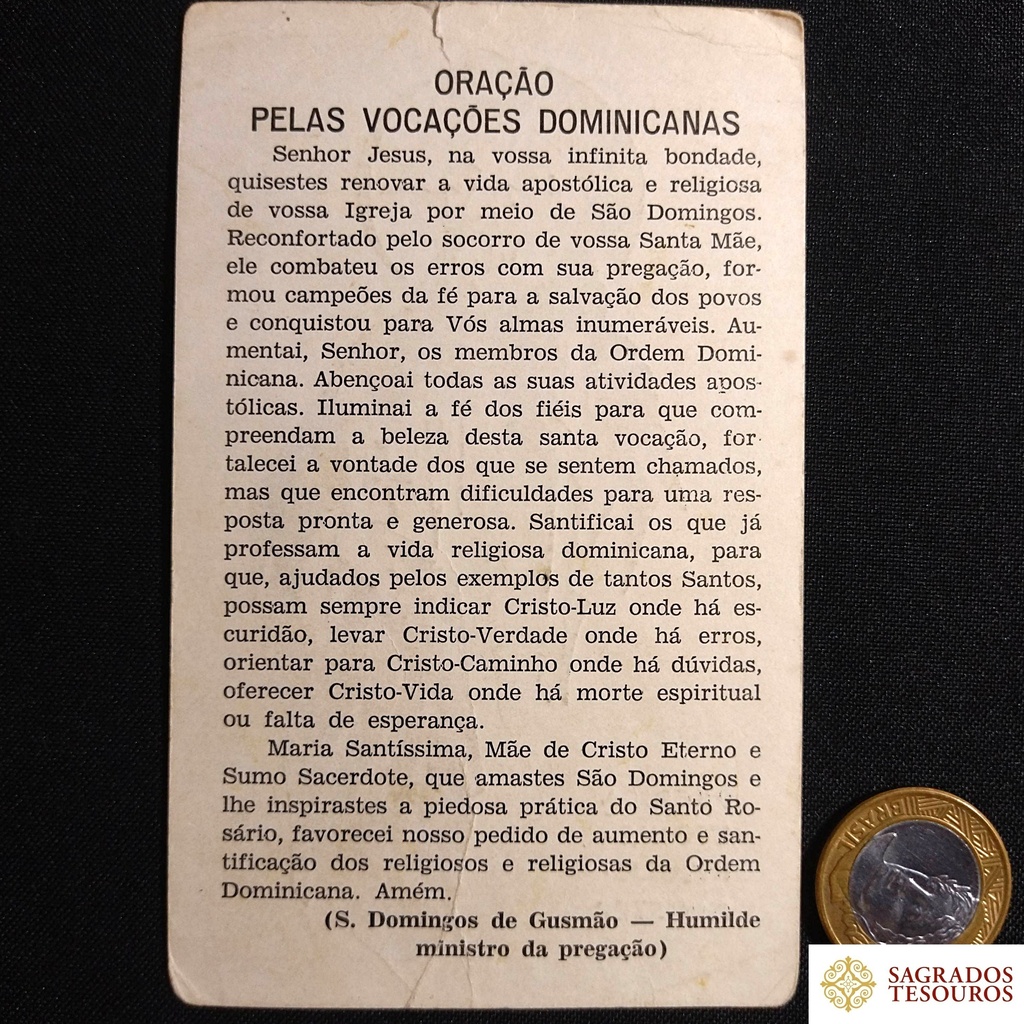 ORAÇÃO
PELAS VOCAÇÕES DOMINICANAS
Senhor Jesus, na vossa infinita bondade,
quisestes renovar a vida apostólica e religiosa
de vossa Igreja por meio de São Domingos.
Reconfortado pelo socorro de vossa Santa Mãe,
ele combateu os erros com sua pregação, for-
mou campeões da fé para a salvação dos povos
e conquistou para Vós almas inumeráveis. Au-
mentai, Senhor, os membros da Ordem Domi-
nicana. Abençoai todas as suas atividades apos-
tólicas. Iluminai a fé dos fiéis para que com-
preendam a beleza desta santa vocação, for-
talecei a vontade dos que se sentem chamados,
mas que encontram dificuldades para uma res-
posta pronta e generosa. Santificai os que já
professam a vida religiosa dominicana, para
que, ajudados pelos exemplos de tantos Santos,
possam sempre indicar Cristo-Luz onde há es-
curidão, levar Cristo-Verdade onde há erros,
orientar para Cristo-Caminho onde há dúvidas,
oferecer Cristo-Vida onde há morte espiritual
ou falta de esperança.
Maria Santíssima, Mãe de Cristo Eterno e
Sumo Sacerdote, que amastes São Domingos e
lhe inspirastes a piedosa prática do Santo Ro-
sário, favorecei nosso pedido de aumento e san-
tificação dos religiosos e religiosas da Ordem
Dominicana. Amém.
(S. Domingos de Gusmão — Humilde
ministro da pregação)
BRASIL
SAGRADOS
TESOUROS